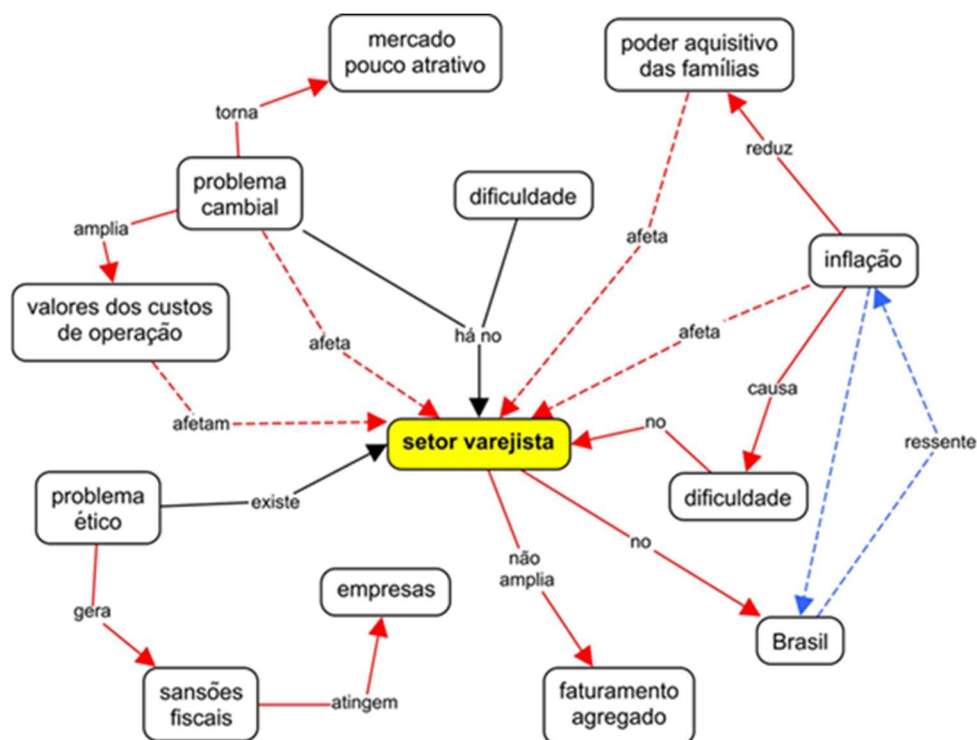 mercado
pouco atrativo
poder aquisitivo
das famílias
torna
reduz
problema
cambial
dificuldade
amplia
afeta
inflação
valores dos custos
de operação
afeta
há no
afeta
causa
afetam
setor varejista
no
ressente
problema
ético
existe
dificuldade
não
amplia
no
empresas
gera
Brasil
sansões
fiscais
atingem
faturamento
agregado